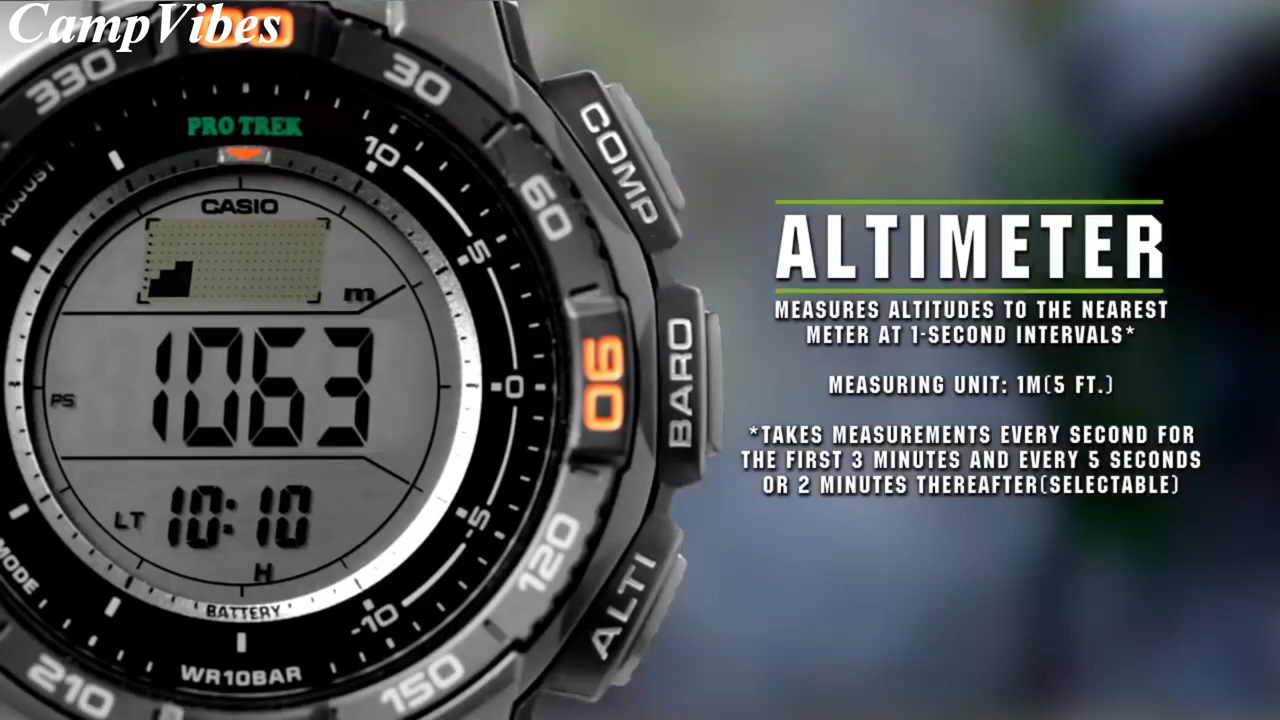 CampVibes
00
330
30
PRO TREK
10
COMP
ADJUST
60
CASIO
5
m
1063
06
BARO
0
PS
LT
10:10
H
-5
120
MODE
BATTERY
-10
ALTI
WR10BAR
210
150
ALTIMETER
MEASURES ALTITUDES TO THE NEAREST
METER AT 1-SECOND INTERVALS*
MEASURING UNIT: 1M(5 FT.)
*TAKES MEASUREMENTS EVERY SECOND FOR
THE FIRST 3 MINUTES AND EVERY 5 SECONDS
OR 2 MINUTES THEREAFTER(SELECTABLE)